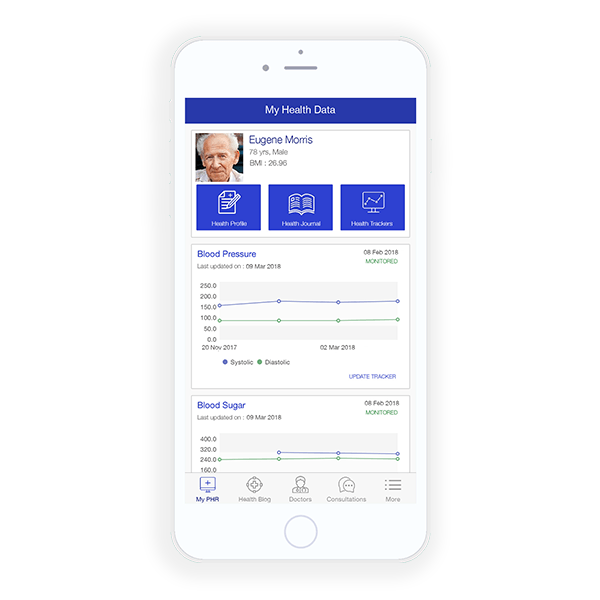 My Health Data
Eugene Morris
78 yrs, Male
BMI : 26.96
Health Profile
Health Journal
Health Trackers
Blood Pressure
08 Feb 2018
Last updated on : 09 Mar 2018
MONITORED
250.0
200.0
150.0
100.0
50.0
0.0
20 Nov 2017
02 Mar 2018
Systolic
Diastolic
UPDATE TRACKER
Blood Sugar
08 Feb 2018
Last updated on : 09 Mar 2018
MONITORED
400.0
320.0
240.0
160.0
My PHR
Health Blog
Doctors
Consultations
More